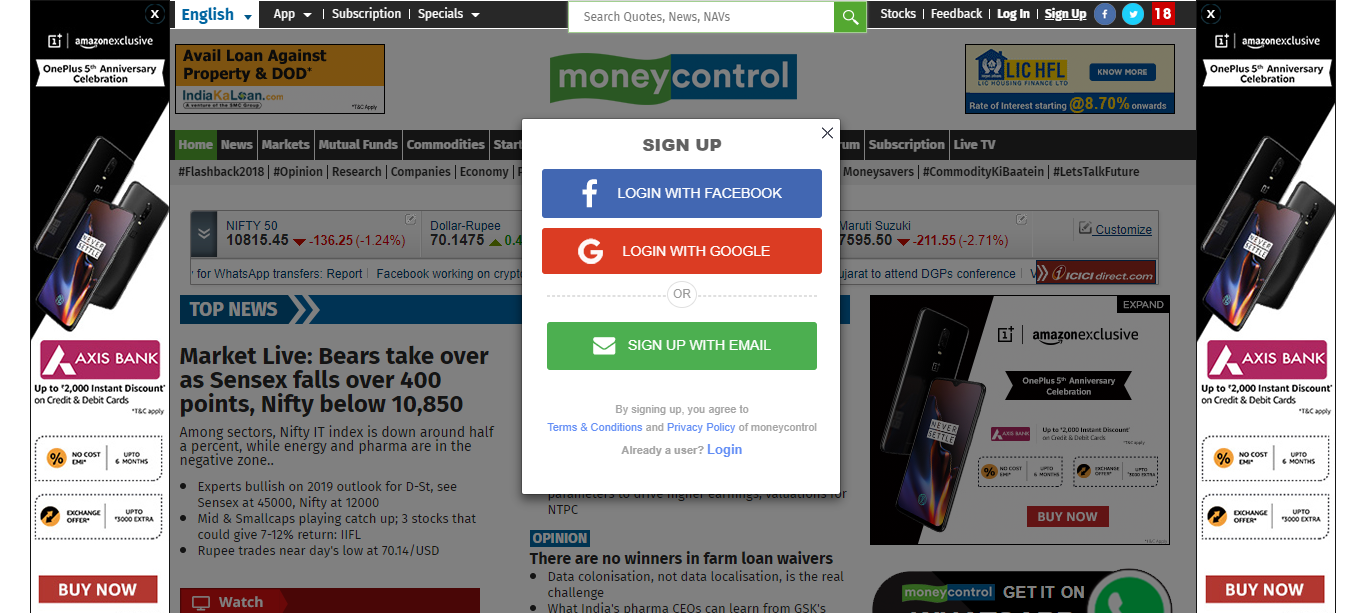 X
English
App | Subscription | Specials
Search Quotes, News, NAVs
Stocks | Feedback | Log In | Sign Up
f
18
X
1+ | amazonexclusive
OnePlus 5th Anniversary
Celebration
Avail Loan Against
Property & DOD*
IndiaKaLoan.com
A venture of the SMC Group
*T&C Apply
moneycontrol
LIC HFL
LIC HOUSING FINANCE LTD
KNOW MORE
Rate of Interest starting @8.70% onwards
1+ | amazonexclusive
OnePlus 5th Anniversary
Celebration
Home News Markets Mutual Funds Commodities Start
rum Subscription Live TV
#Flashback2018 | #Opinion | Research | Companies | Economy | P
Moneysavers | #CommodityKiBaatein | #LetsTalkFuture
NIFTY 50
10815.45 -136.25 (-1.24%)
Dollar-Rupee
70.1475 0.4
Maruti Suzuki
7595.50 -211.55 (-2.71%)
Customize
for WhatsApp transfers: Report | Facebook working on crypto
ujarat to attend DGPs conference |
ICICI direct.com
SIGN UP
f LOGIN WITH FACEBOOK
G LOGIN WITH GOOGLE
OR
SIGN UP WITH EMAIL
By signing up, you agree to
Terms & Conditions and Privacy Policy of moneycontrol
Already a user? Login
TOP NEWS
Market Live: Bears take over
as Sensex falls over 400
points, Nifty below 10,850
Among sectors, Nifty IT index is down around half
a percent, while energy and pharma are in the
negative zone..
Experts bullish on 2019 outlook for D-St, see
Sensex at 45000, Nifty at 12000
Mid & Smallcaps playing catch up; 3 stocks that
could give 7-12% return: IIFL
Rupee trades near day's low at 70.14/USD
Watch
parameters to drive higher earnings, valuations for
NTPC
OPINION
There are no winners in farm loan waivers
Data colonisation, not data localisation, is the real
challenge
What India's pharma CEOs can learn from GSK's
EXPAND
1+ | amazonexclusive
OnePlus 5th Anniversary
Celebration
NEVER
SETTLE
AXIS BANK
Up to ₹2,000 Instant Discount*
on Credit & Debit Cards
*T&C apply
NO COST
EMI*
UPTO
6 MONTHS
EXCHANGE
OFFER*
UPTO
₹3000 EXTRA
BUY NOW
*T&C apply
moneycontrol GET IT ON
NEVER
SETTLE
AXIS BANK
Up to ₹2,000 Instant Discount*
on Credit & Debit Cards
*T&C apply
% NO COST
EMI*
UPTO
6 MONTHS
EXCHANGE
OFFER*
UPTO
₹3000 EXTRA
BUY NOW
NEVER
SETTLE
AXIS BANK
Up to ₹2,000 Instant Discount*
on Credit & Debit Cards
*T&C apply
% NO COST
EMI*
UPTO
6 MONTHS
EXCHANGE
OFFER*
UPTO
₹3000 EXTRA
BUY NOW